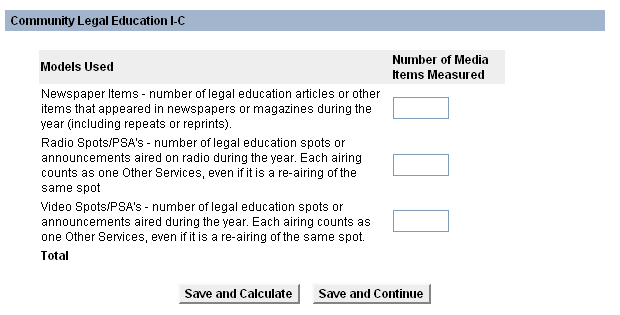 Community Legal Education I-C
Models Used
Number of Media
Items Measured
Newspaper Items - number of legal education articles or other
items that appeared in newspapers or magazines during the
year (including repeats or reprints).
Radio Spots/PSA's - number of legal education spots or
announcements aired on radio during the year. Each airing
counts as one Other Services, even if it is a re-airing of the
same spot
Video Spots/PSA's - number of legal education spots or
announcements aired during the year. Each airing counts as
one Other Services, even if it is a re-airing of the same spot.
Total
Save and Calculate
Save and Continue